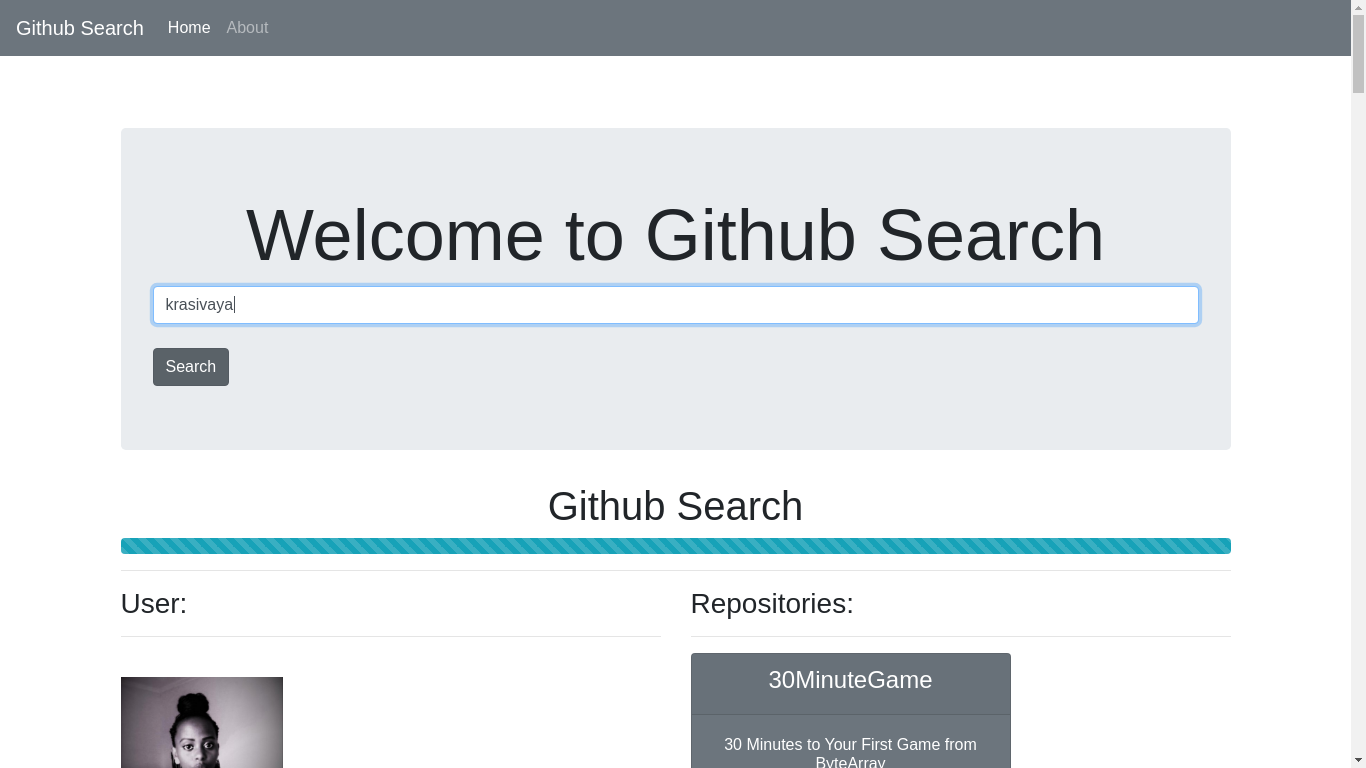 Github Search Home About
Welcome to Github Search
krasivaya
Search
Github Search
User:
Repositories:
30MinuteGame
30 Minutes to Your First Game from
ByteArray